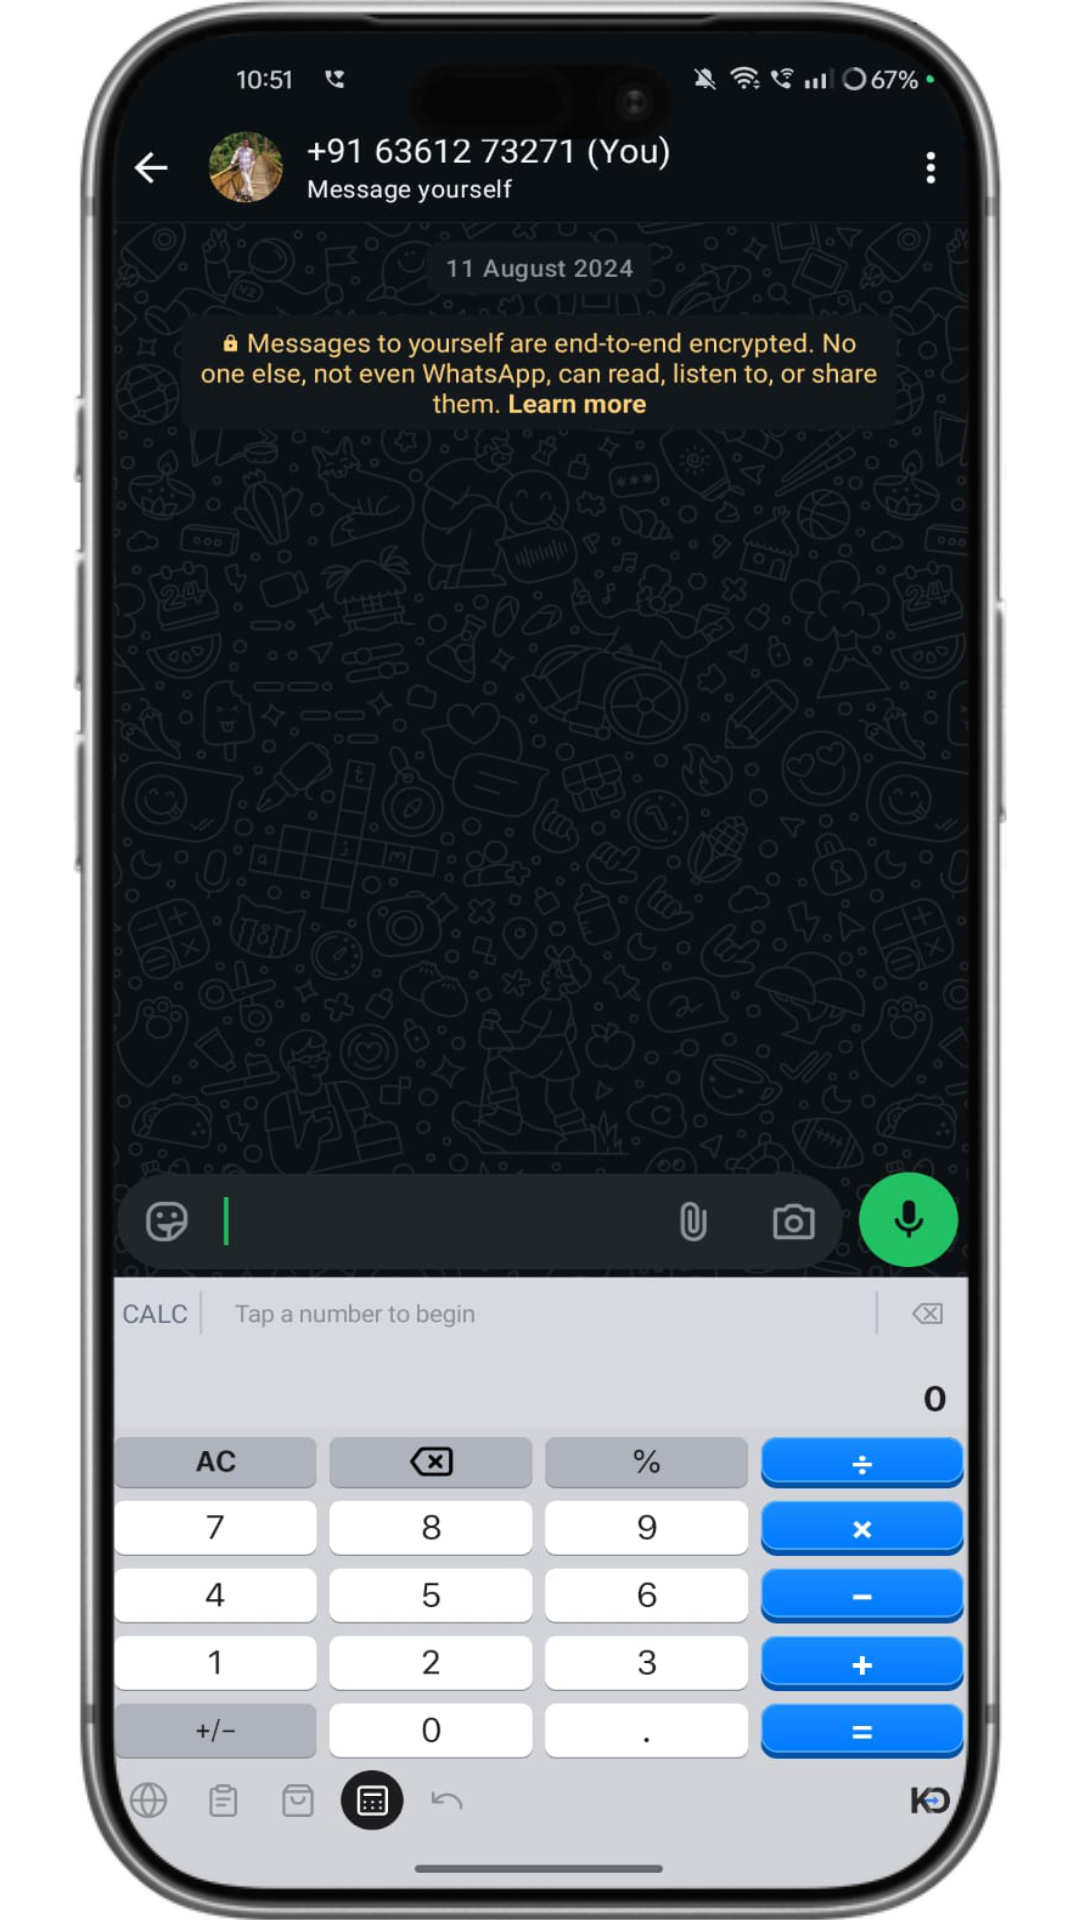 10:51
67%
+91 63612 73271 (You)
Message yourself
11 August 2024
Messages to yourself are end-to-end encrypted. No
one else, not even WhatsApp, can read, listen to, or share
them. Learn more
CALC
Tap a number to begin
0
AC % ÷
7 8 9 ×
4 5 6 −
1 2 3 +
+/− 0 . =
KD